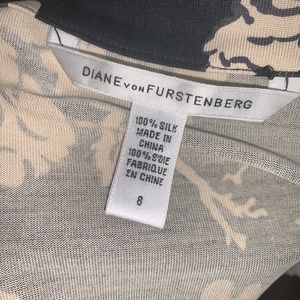 DIANE VON FURSTENBERG
100% SILK
MADE IN
CHINA
100% SOIE
FABRIQUE
EN CHINE
8